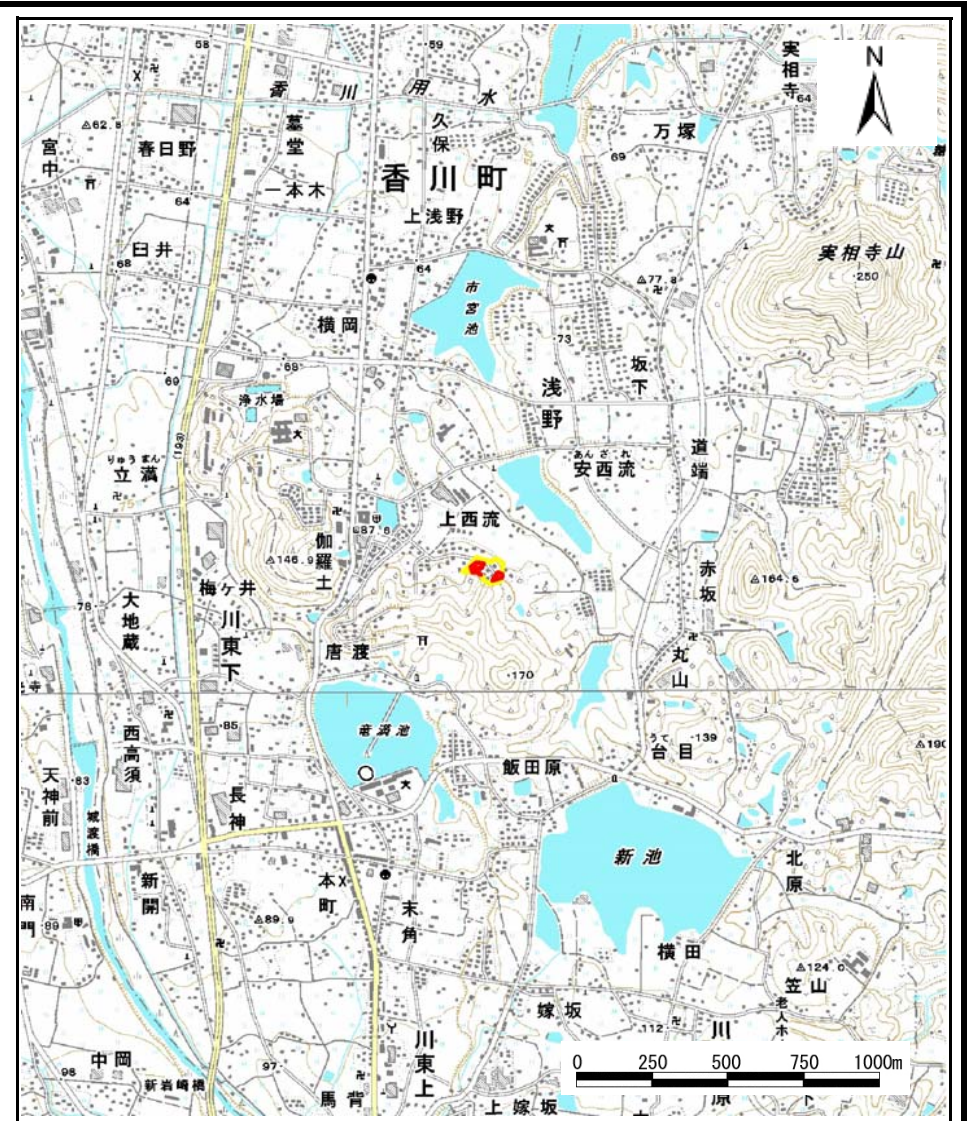 58
59
実相寺
N
香川用水
64
久保
墓堂
万塚
62.8
宮中
春日野
69
香川町
一本木
64
上浅野
臼井
68
実相寺山
250
64
77.8
市宮池
横岡
73
坂下
69
68
浅野
浄水場
道端
(193)
りゅうまん
立満
75
あんざれ
安西流
上西流
87.6
伽羅土
146.9
赤坂
164.6
梅ヶ井
78
大地蔵
川東下
唐渡
丸山
170
西高須
85
竜満池
うて
台目
139
190
飯田原
83
天神前
城渡橋
長神
新池
北原
新開
本町
南門
89
89.9
末角
横田
124.0
笠山
嫁坂
老人ホ
112
川
川東上
0 250 500 750 1000m
中岡
98
97
新岩崎橋
馬背
上嫁坂
原